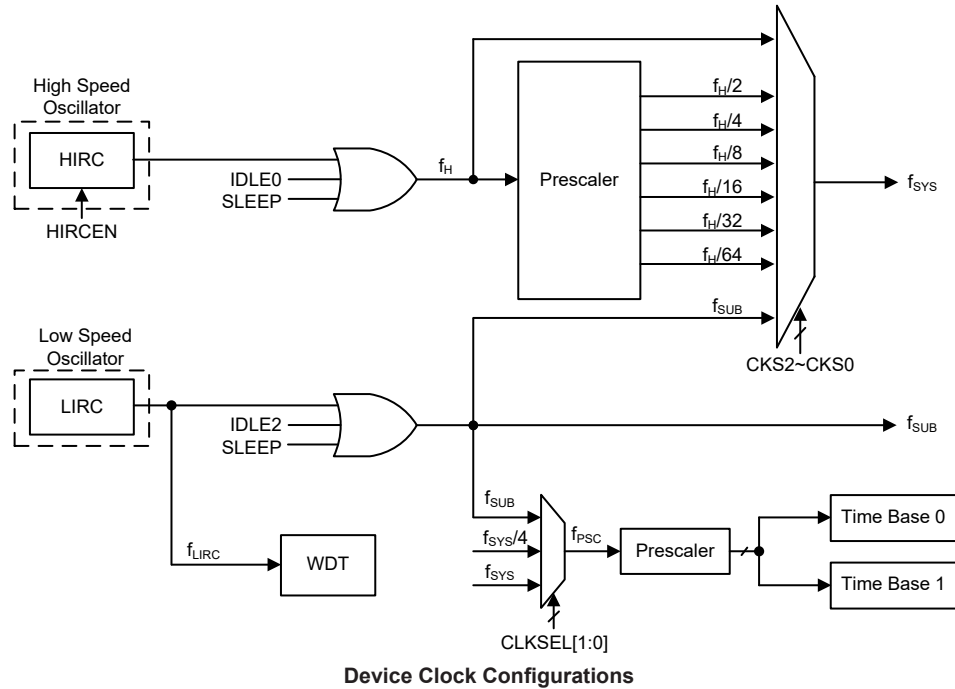 High Speed
Oscillator
HIRC
HIRCEN
IDLE0
SLEEP
fH
Prescaler
fH/2
fH/4
fH/8
fH/16
fH/32
fH/64
fSUB
CKS2~CKS0
fSYS
Low Speed
Oscillator
LIRC
IDLE2
SLEEP
fSUB
fLIRC
WDT
fSUB
fSYS/4
fSYS
CLKSEL[1:0]
fPSC
Prescaler
Time Base 0
Time Base 1
Device Clock Configurations